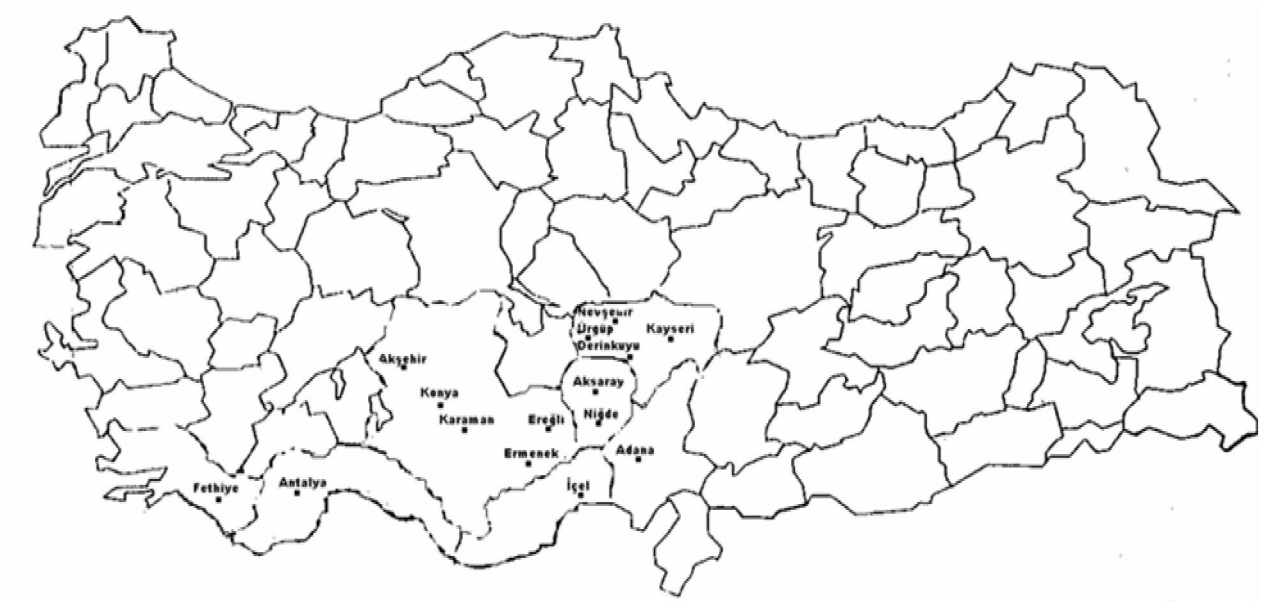 Nevşehir
Ürgüp
Kayseri
Derinkuyu
Akşehir
Aksaray
Konya
Karaman
Ereğli
Niğde
Ermenek
Adana
Fethiye
Antalya
İçel